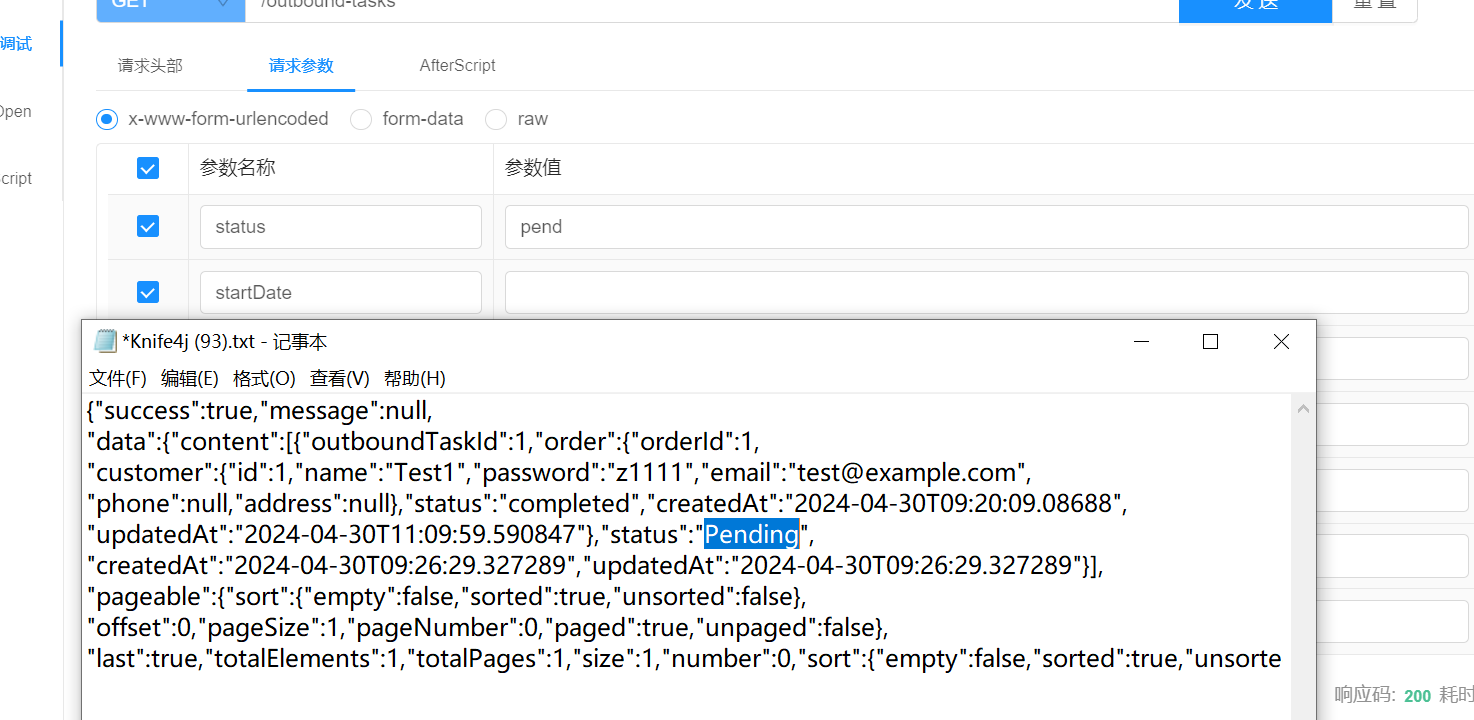 GET /outbound-tasks 发 送 重 置
调试
请求头部 请求参数 AfterScript
Open
x-www-form-urlencoded form-data raw
参数名称 参数值
cript
status pend
startDate
*Knife4j (93).txt - 记事本
文件(F) 编辑(E) 格式(O) 查看(V) 帮助(H)
{"success":true,"message":null,
"data":{"content":[{"outboundTaskId":1,"order":{"orderId":1,
"customer":{"id":1,"name":"Test1","password":"z1111","email":"test@example.com",
"phone":null,"address":null},"status":"completed","createdAt":"2024-04-30T09:20:09.08688",
"updatedAt":"2024-04-30T11:09:59.590847"},"status":"Pending",
"createdAt":"2024-04-30T09:26:29.327289","updatedAt":"2024-04-30T09:26:29.327289"}],
"pageable":{"sort":{"empty":false,"sorted":true,"unsorted":false},
"offset":0,"pageSize":1,"pageNumber":0,"paged":true,"unpaged":false},
"last":true,"totalElements":1,"totalPages":1,"size":1,"number":0,"sort":{"empty":false,"sorted":true,"unsorte
响应码: 200 耗时